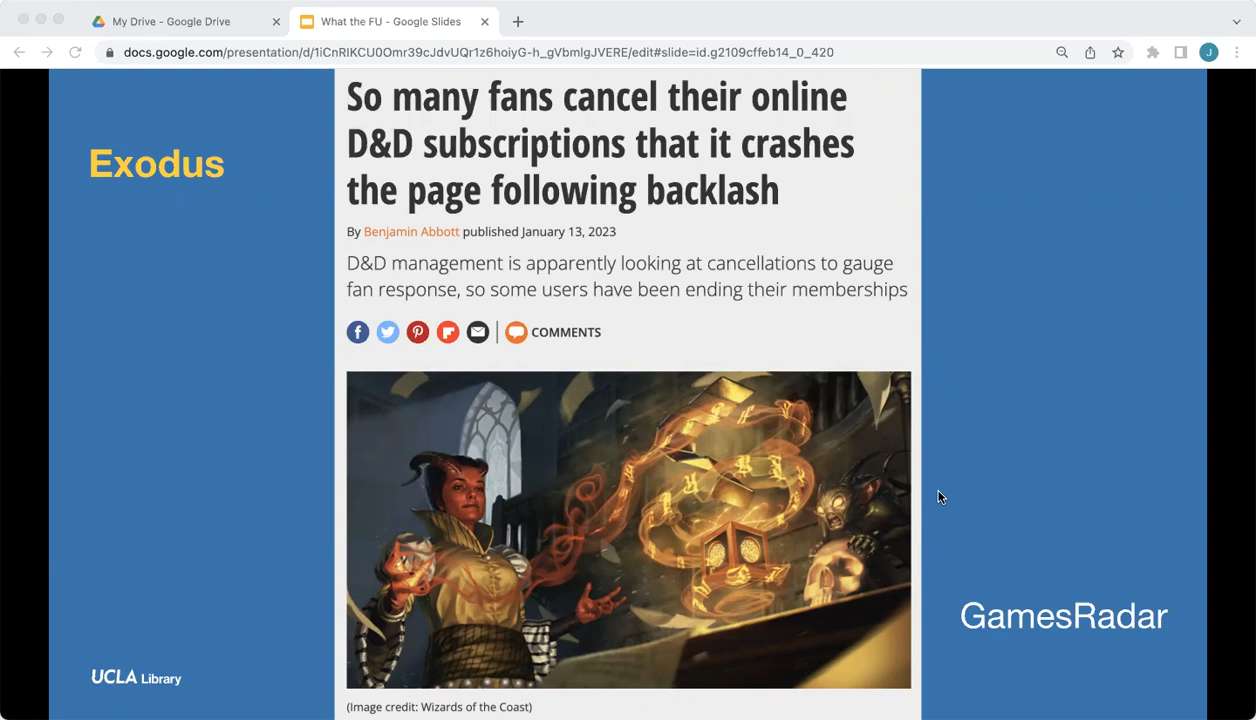 My Drive - Google Drive
What the FU - Google Slides
docs.google.com/presentation/d/1iCnRlKCU0Omr39cJdvUQr1z6hoiyG-h_gVbmlgJVERE/edit#slide=id.g2109cffeb14_0_420
J
Exodus
So many fans cancel their online
D&D subscriptions that it crashes
the page following backlash
By Benjamin Abbott published January 13, 2023
D&D management is apparently looking at cancellations to gauge
fan response, so some users have been ending their memberships
COMMENTS
GamesRadar
UCLA Library
(Image credit: Wizards of the Coast)